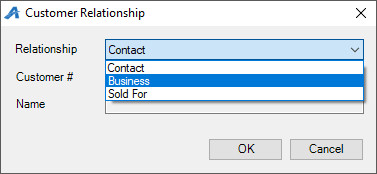 Customer Relationship
Relationship Contact
Contact
Customer # Business
Sold For
Name
OK Cancel